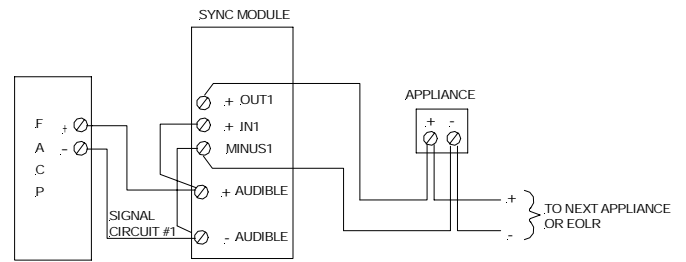 SYNC MODULE
+ OUT1
+ IN1
MINUS1
+ AUDIBLE
- AUDIBLE
F +
A -
C
P
SIGNAL
CIRCUIT #1
APPLIANCE
+ -
+
-
TO NEXT APPLIANCE
OR EOLR